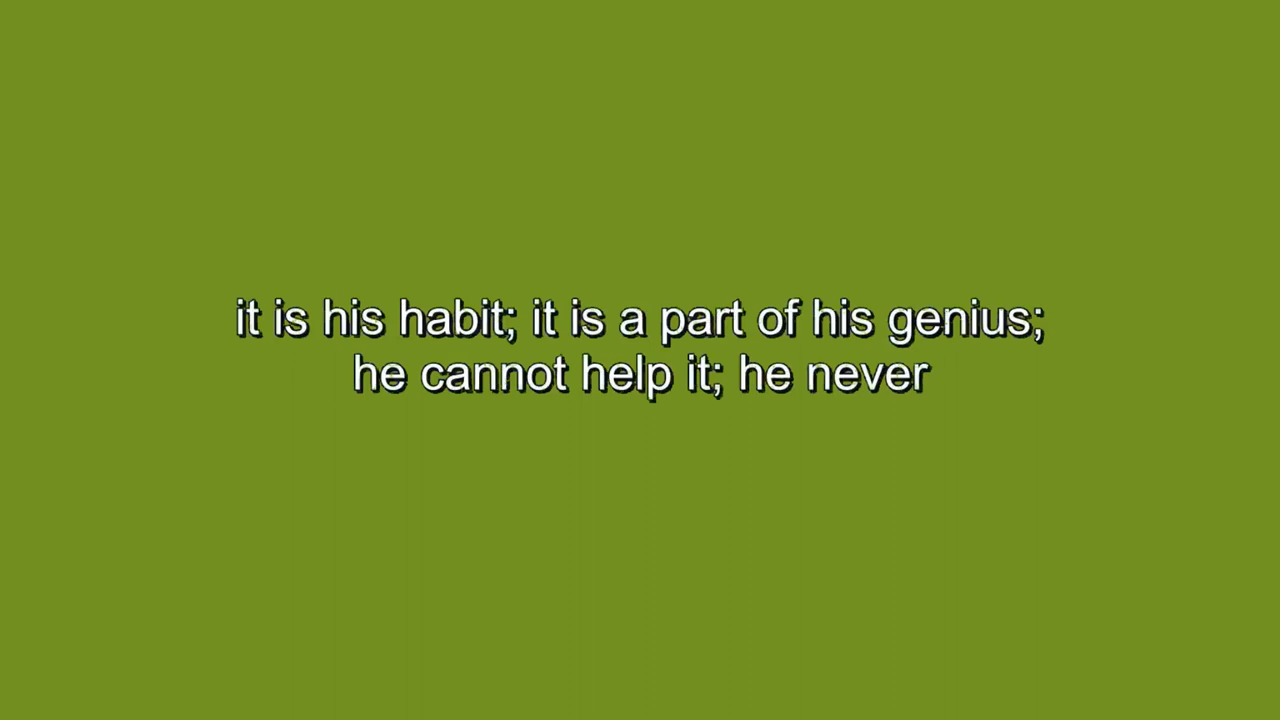 it is his habit; it is a part of his genius;
he cannot help it; he never